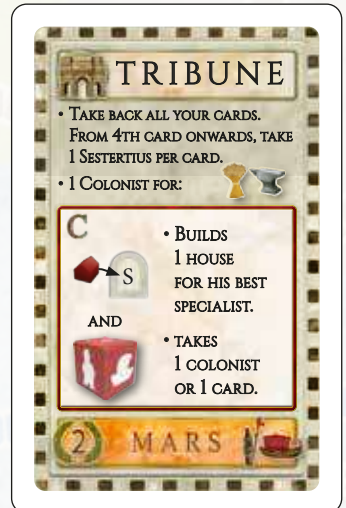 TRIBUNE
• TAKE BACK ALL YOUR CARDS.
FROM 4TH CARD ONWARDS, TAKE
1 SESTERTIUS PER CARD.
• 1 COLONIST FOR:
C
S
AND
• BUILDS
1 HOUSE
FOR HIS BEST
SPECIALIST.
• TAKES
1 COLONIST
OR 1 CARD.
2 MARS